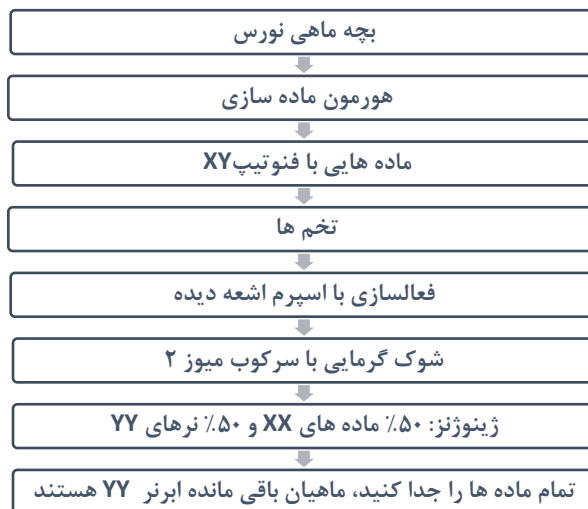 بچه ماهی نورس
هورمون ماده سازی
ماده هایی با فنوتیپXY
تخم ها
فعالسازی با اسپرم اشعه دیده
شوک گرمایی با سرکوب میوز ۲
ژینوژنز: ۵۰٪ ماده های XX و ۵۰٪ نرهای YY
تمام ماده ها را جدا کنید، ماهیان باقی مانده ابرنر YY هستند